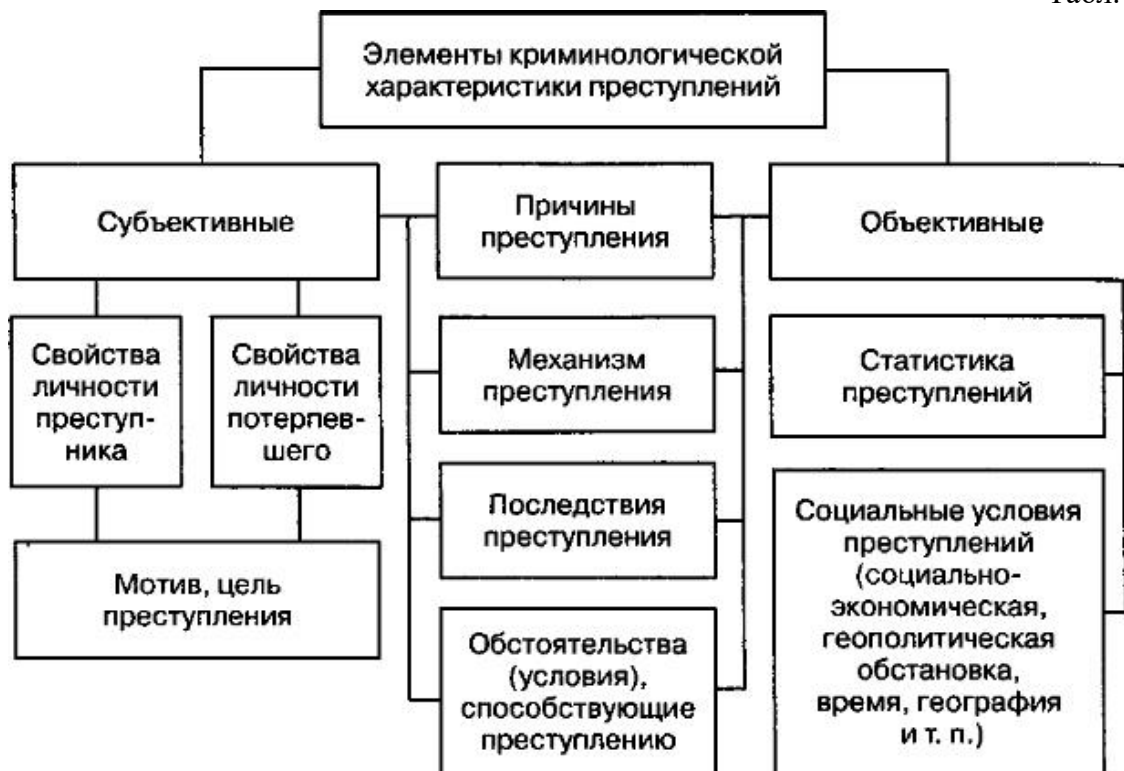 Табл.
Элементы криминологической
характеристики преступлений
Субъективные
Причины
преступления
Объективные
Свойства
личности
преступ-
ника
Свойства
личности
потерпев-
шего
Механизм
преступления
Статистика
преступлений
Последствия
преступления
Мотив, цель
преступления
Обстоятельства
(условия),
способствующие
преступлению
Социальные условия
преступлений
(социально-
экономическая,
геополитическая
обстановка,
время, география
и т. п.)